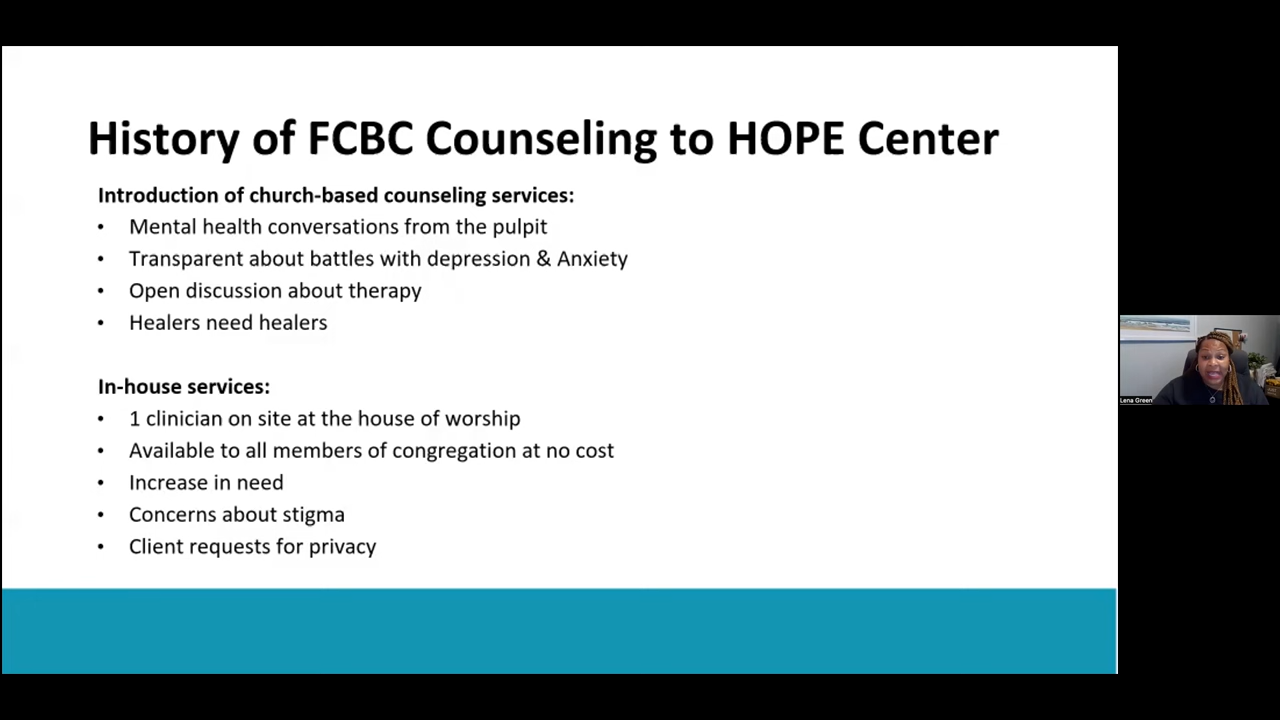 History of FCBC Counseling to HOPE Center
Introduction of church-based counseling services:
• Mental health conversations from the pulpit
• Transparent about battles with depression & Anxiety
• Open discussion about therapy
• Healers need healers
In-house services:
• 1 clinician on site at the house of worship
• Available to all members of congregation at no cost
• Increase in need
• Concerns about stigma
• Client requests for privacy
Lena Green